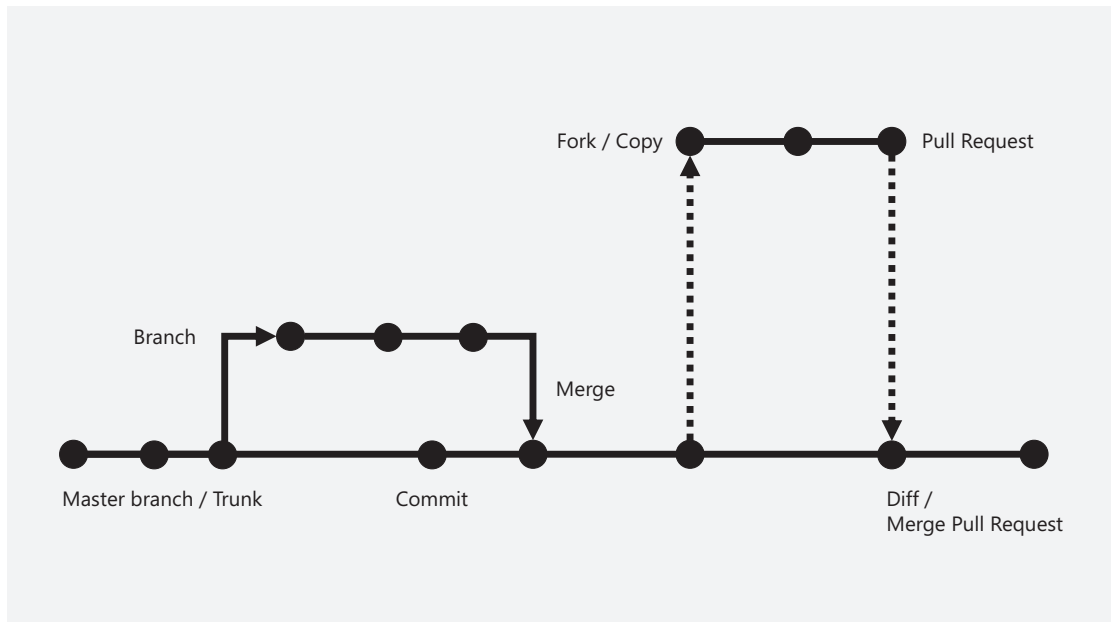 Fork / Copy
Pull Request
Branch
Merge
Master branch / Trunk
Commit
Diff /
Merge Pull Request